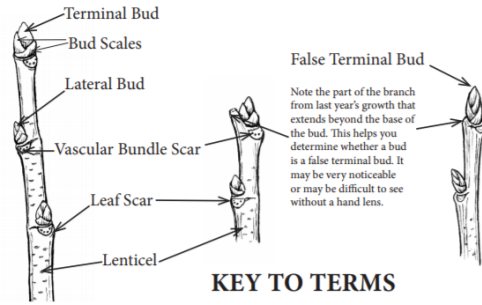 Terminal Bud
Bud Scales
Lateral Bud
Vascular Bundle Scar
Leaf Scar
Lenticel
False Terminal Bud
Note the part of the branch
from last year's growth that
extends beyond the base of
the bud. This helps you
determine whether a bud
is a false terminal bud. It
may be very noticeable
or may be difficult to see
without a hand lens.
KEY TO TERMS